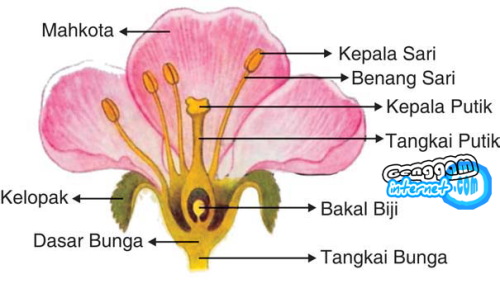 Mahkota
Kepala Sari
Benang Sari
Kepala Putik
Tangkai Putik
Genggam
internet.com
Kelopak
Bakal Biji
Dasar Bunga
Tangkai Bunga